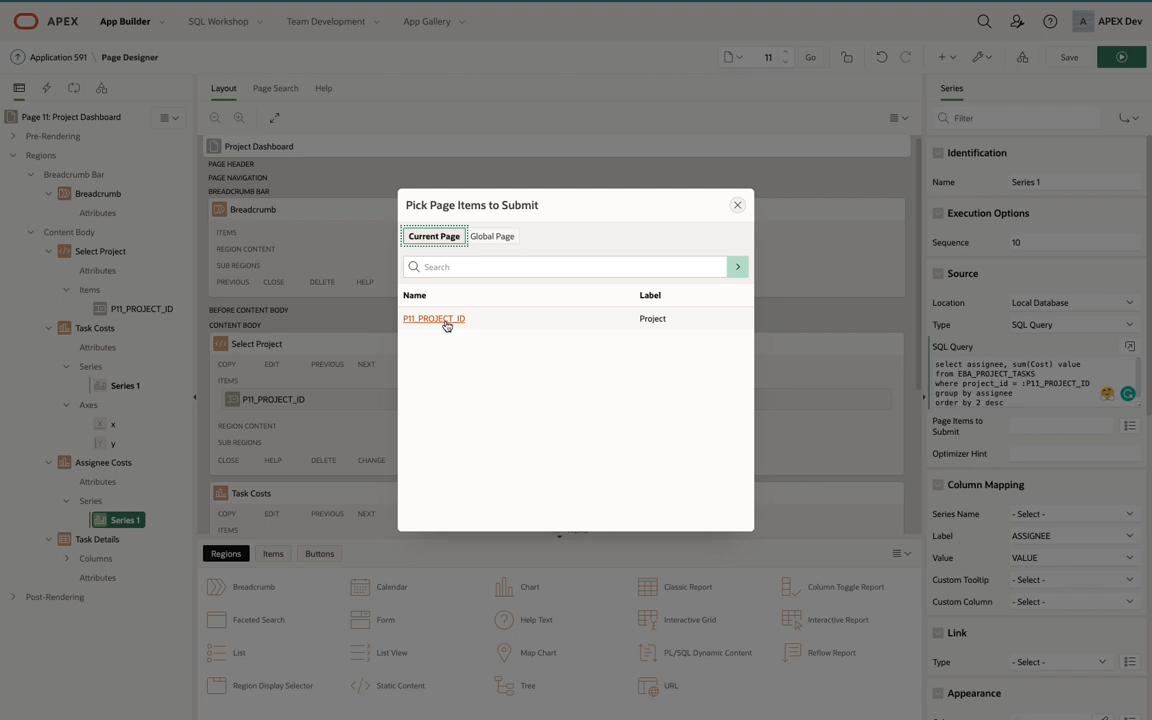 APEX
App Builder
SQL Workshop
Team Development
App Gallery
A
APEX Dev
Application 591 \ Page Designer
11
Go
Save
Layout
Page Search
Help
Series
Page 11: Project Dashboard
Filter
Pre-Rendering
Regions
Breadcrumb Bar
Breadcrumb
Attributes
Content Body
Select Project
Attributes
Items
P11_PROJECT_ID
Task Costs
Attributes
Series
Series 1
Axes
x
y
Assignee Costs
Attributes
Series
Series 1
Task Details
Columns
Attributes
Post-Rendering
Project Dashboard
PAGE HEADER
PAGE NAVIGATION
BREADCRUMB BAR
Breadcrumb
ITEMS
REGION CONTENT
SUB REGIONS
PREVIOUS CLOSE DELETE HELP
BEFORE CONTENT BODY
CONTENT BODY
Select Project
COPY EDIT PREVIOUS NEXT
ITEMS
P11_PROJECT_ID
REGION CONTENT
SUB REGIONS
CLOSE HELP DELETE CHANGE
Task Costs
COPY EDIT PREVIOUS NEXT
ITEMS
Pick Page Items to Submit
Current Page
Global Page
Search
Name Label
P11_PROJECT_ID Project
Regions
Items
Buttons
Breadcrumb Calendar Chart Classic Report Column Toggle Report
Faceted Search Form Help Text Interactive Grid Interactive Report
List List View Map Chart PL/SQL Dynamic Content Reflow Report
Region Display Selector Static Content Tree URL
Identification
Name Series 1
Execution Options
Sequence 10
Source
Location Local Database
Type SQL Query
SQL Query
select assignee, sum(Cost) value
from EBA_PROJECT_TASKS
where project_id = :P11_PROJECT_ID
group by assignee
order by 2 desc
Page Items to
Submit
Optimizer Hint
Column Mapping
Series Name - Select -
Label ASSIGNEE
Value VALUE
Custom Tooltip - Select -
Custom Column - Select -
Link
Type - Select -
Appearance